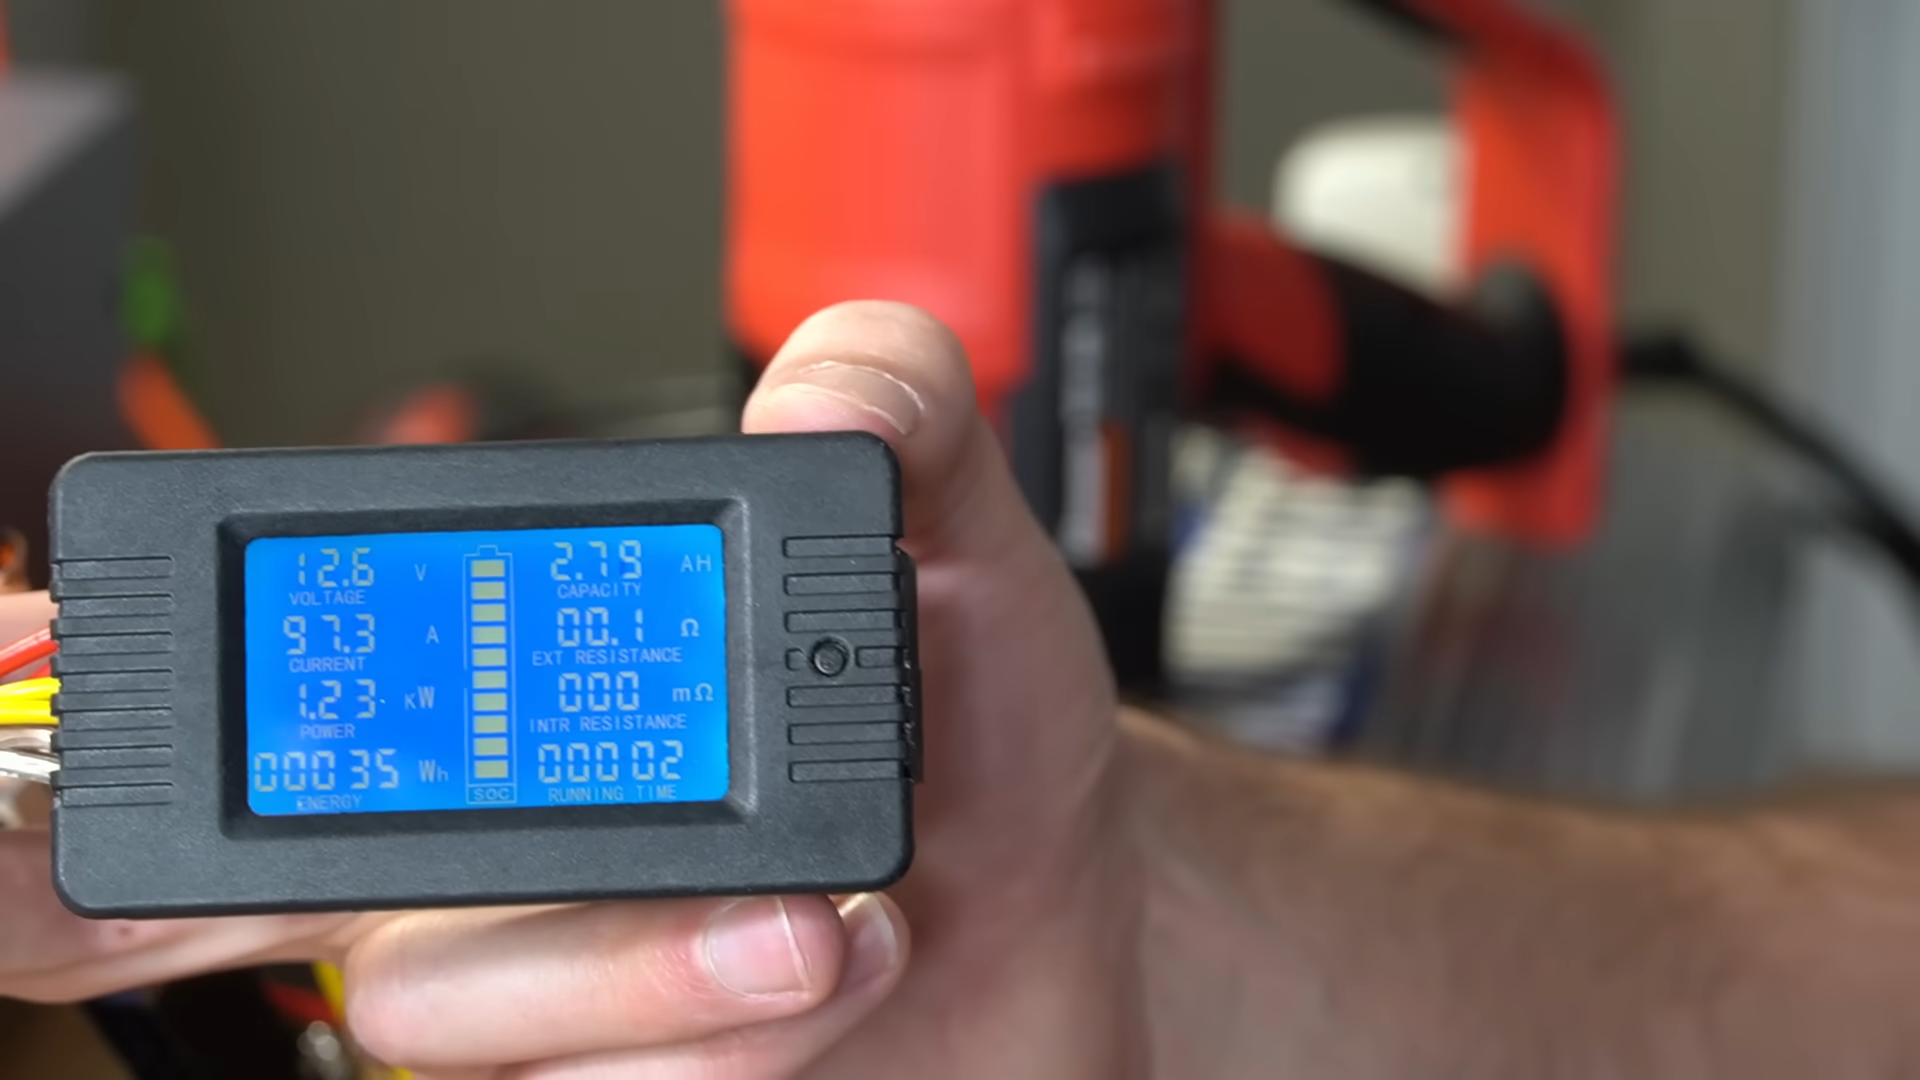 12.6 V
VOLTAGE
97.3 A
CURRENT
1.23 KW
POWER
00035 Wh
ENERGY
SOC
2.79 AH
CAPACITY
00.1 Ω
EXT RESISTANCE
000 mΩ
INTR RESISTANCE
00002
RUNNING TIME